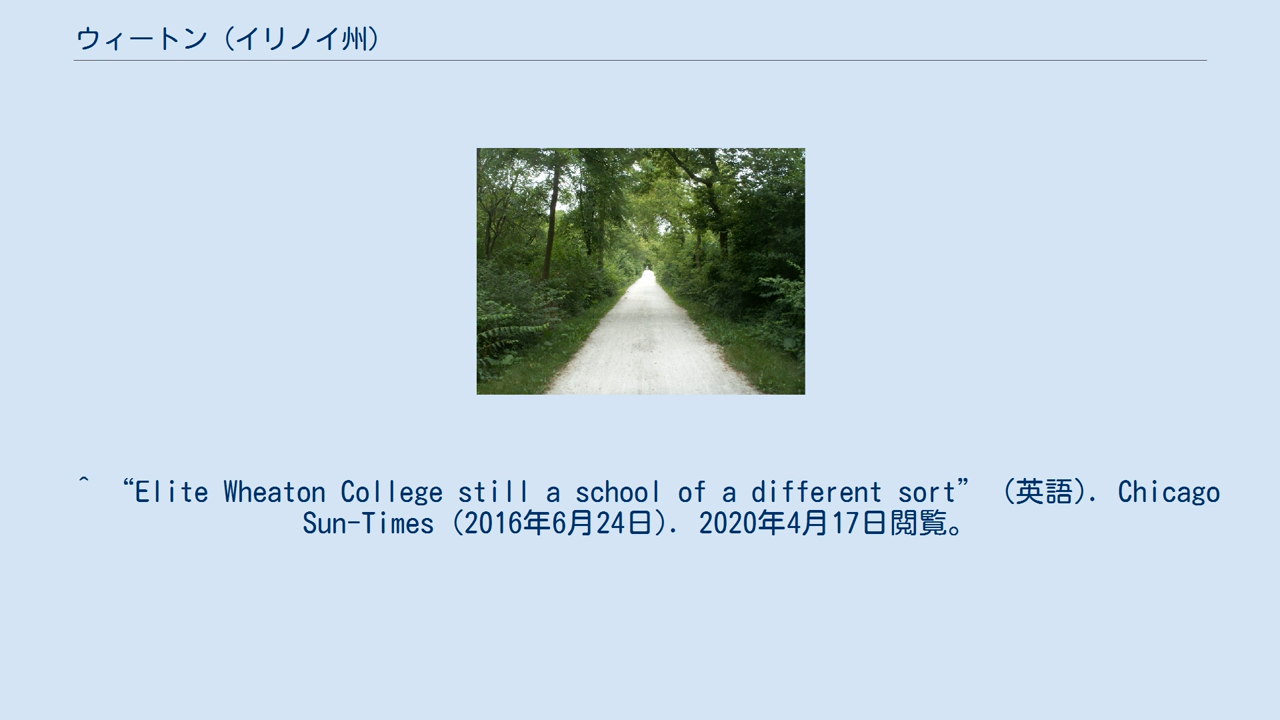 ウィートン（イリノイ州）
^ “Elite Wheaton College still a school of a different sort” （英語）. Chicago
Sun-Times (2016年6月24日). 2020年4月17日閲覧。